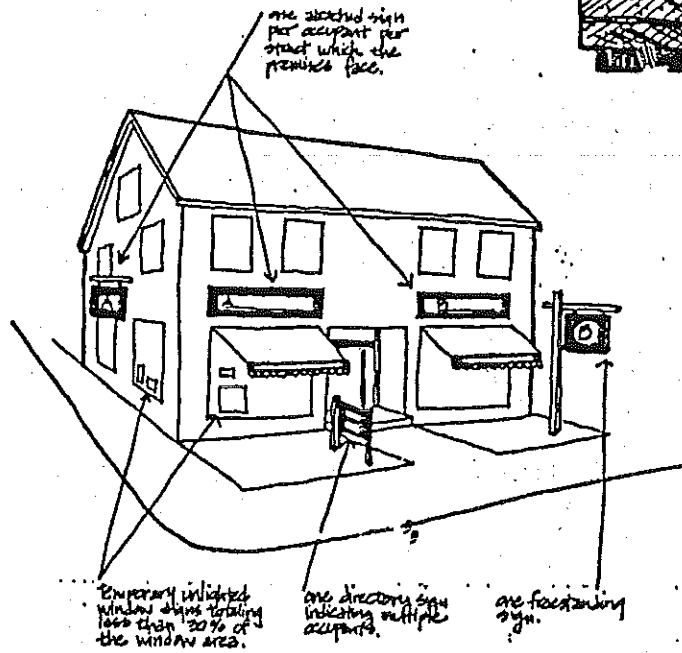 one attached sign
per occupant per
street which the
premises face.
temporary unlighted
window signs totaling
less than 30% of
the window area.
one directory sign
indicating multiple
occupants.
one freestanding
sign.